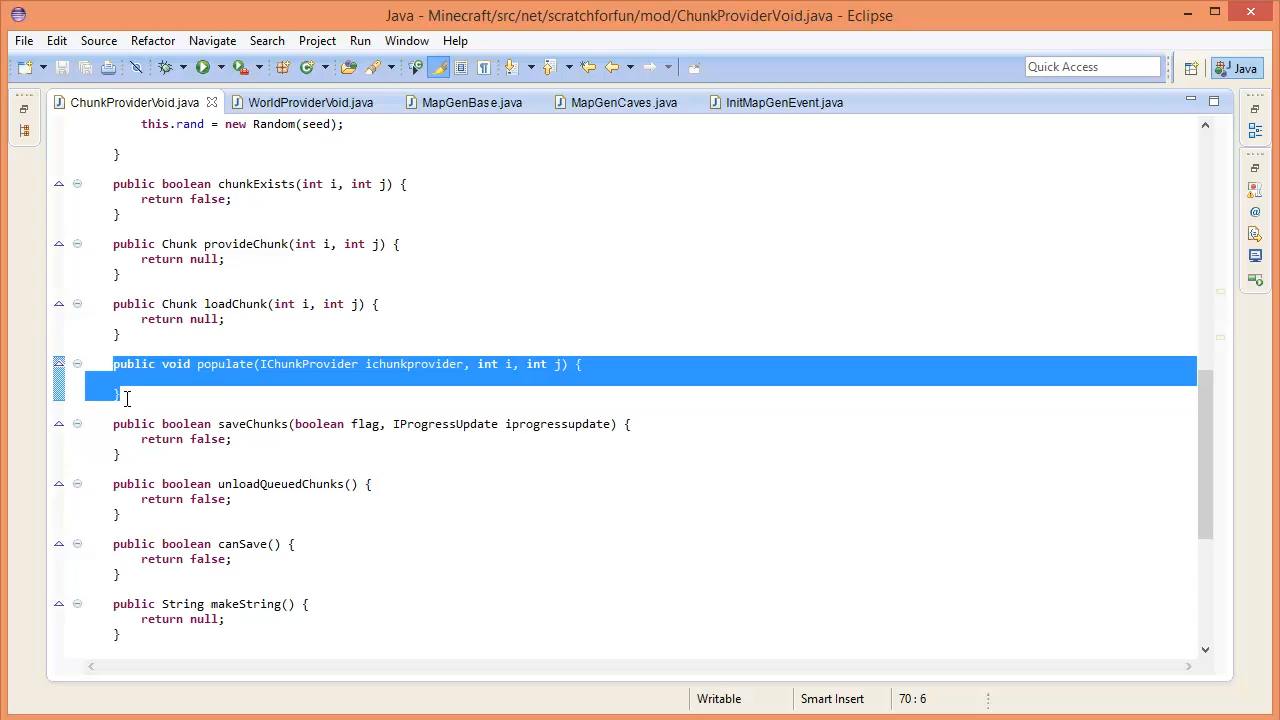 Java - Minecraft/src/net/scratchforfun/mod/ChunkProviderVoid.java - Eclipse
File Edit Source Refactor Navigate Search Project Run Window Help
Quick Access
Java
ChunkProviderVoid.java WorldProviderVoid.java MapGenBase.java MapGenCaves.java InitMapGenEvent.java
this.rand = new Random(seed);
}
public boolean chunkExists(int i, int j) {
return false;
}
public Chunk provideChunk(int i, int j) {
return null;
}
public Chunk loadChunk(int i, int j) {
return null;
}
public void populate(IChunkProvider ichunkprovider, int i, int j) {
}
public boolean saveChunks(boolean flag, IProgressUpdate iprogressupdate) {
return false;
}
public boolean unloadQueuedChunks() {
return false;
}
public boolean canSave() {
return false;
}
public String makeString() {
return null;
}
Writable Smart Insert 70 : 6